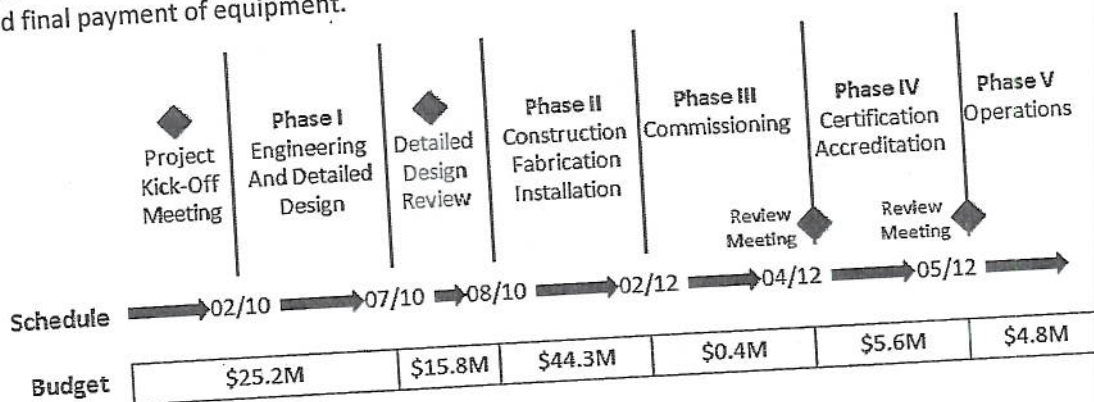 d final payment of equipment.
Project
Kick-Off
Meeting
Phase I
Engineering
And Detailed
Design
Detailed
Design
Review
Phase II
Construction
Fabrication
Installation
Phase III
Commissioning
Review
Meeting
Phase IV
Certification
Accreditation
Review
Meeting
Phase V
Operations
Schedule 02/10 07/10 08/10 02/12 04/12 05/12
Budget $25.2M $15.8M $44.3M $0.4M $5.6M $4.8M